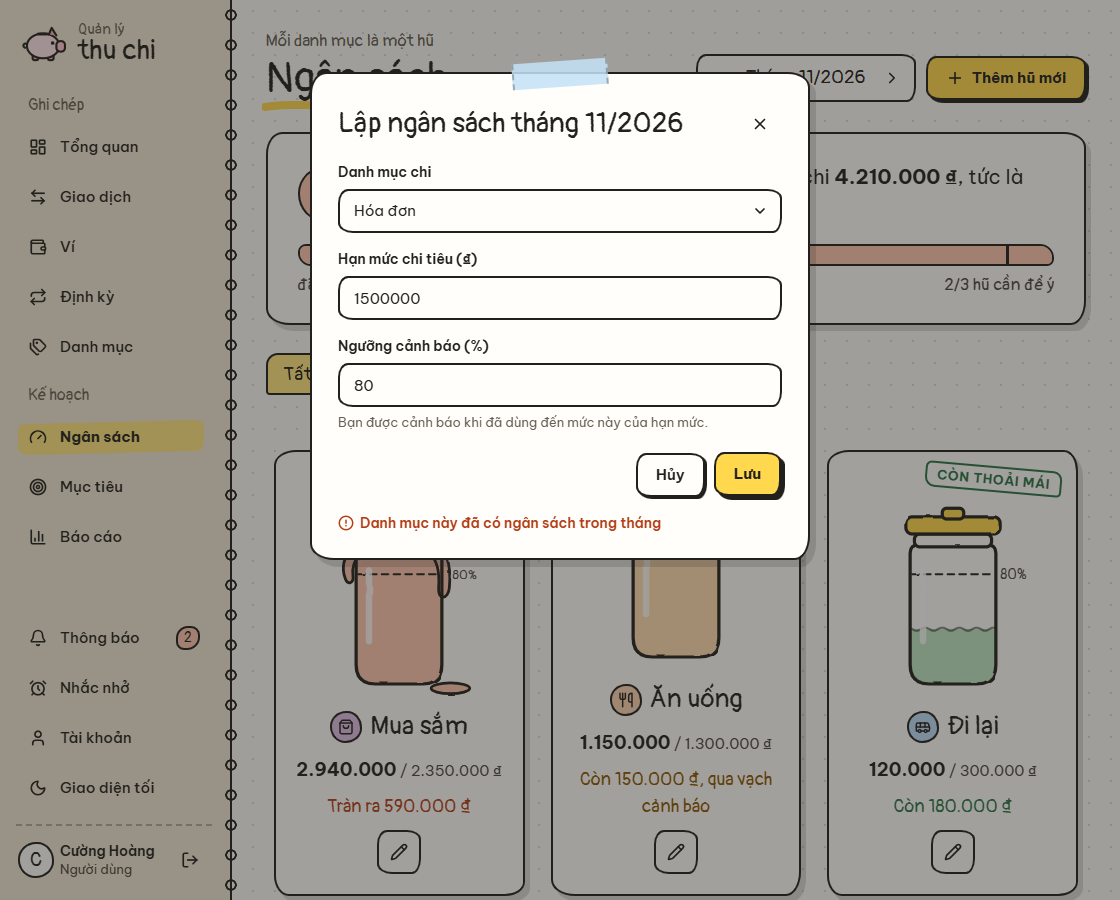 Quản lý
thu chi
Ghi chép
Tổng quan
Giao dịch
Ví
Định kỳ
Danh mục
Kế hoạch
Ngân sách
Mục tiêu
Báo cáo
Thông báo
2
Nhắc nhở
Tài khoản
Giao diện tối
C
Cường Hoàng
Người dùng
Mỗi danh mục là một hũ
Ngân sách
11/2026
Thêm hũ mới
chi 4.210.000 ₫, tức là
2/3 hũ cần để ý
Lập ngân sách tháng 11/2026
Danh mục chi
Hóa đơn
Hạn mức chi tiêu (₫)
1500000
Ngưỡng cảnh báo (%)
80
Bạn được cảnh báo khi đã dùng đến mức này của hạn mức.
Hủy
Lưu
Danh mục này đã có ngân sách trong tháng
80%
Mua sắm
2.940.000 / 2.350.000 ₫
Tràn ra 590.000 ₫
Ăn uống
1.150.000 / 1.300.000 ₫
Còn 150.000 ₫, qua vạch
cảnh báo
CÒN THOẢI MÁI
80%
Đi lại
120.000 / 300.000 ₫
Còn 180.000 ₫